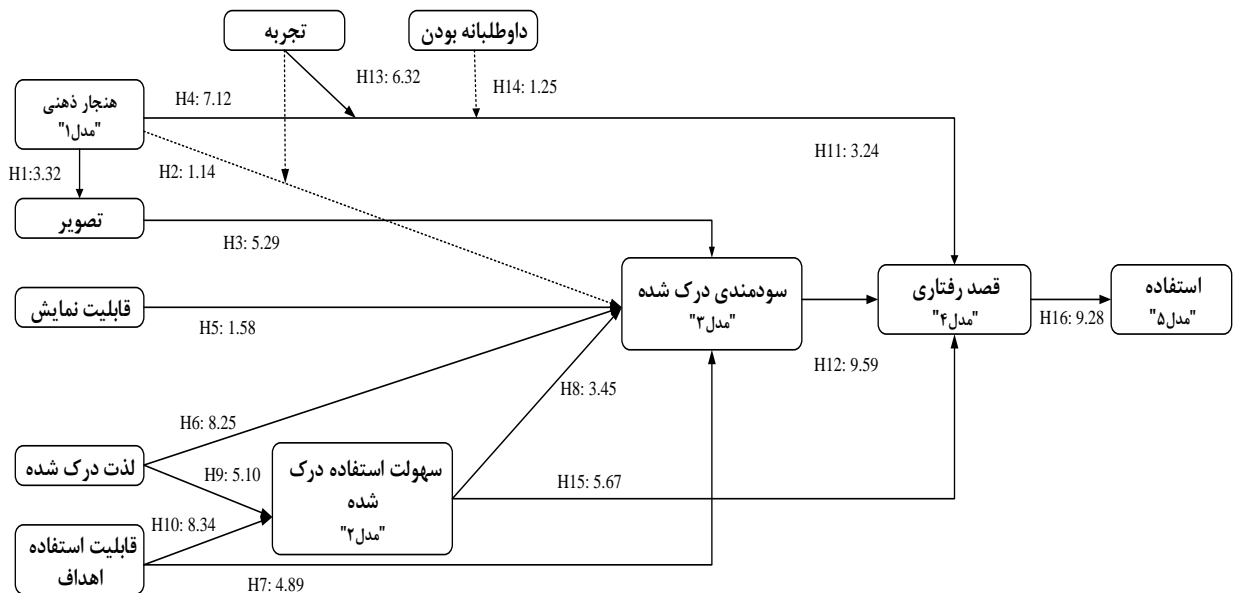 تجربه
داوطلبانه بودن
H13: 6.32
H14: 1.25
هنجار ذهنی
"مدل۱"
H4: 7.12
H11: 3.24
H1:3.32
H2: 1.14
تصویر
H3: 5.29
سودمندی درک شده
"مدل۳"
قصد رفتاری
"مدل۴"
استفاده
"مدل۵"
قابلیت نمایش
H5: 1.58
H16: 9.28
H12: 9.59
H8: 3.45
H6: 8.25
لذت درک شده
H9: 5.10
سهولت استفاده درک
شده
"مدل۲"
H15: 5.67
H10: 8.34
قابلیت استفاده
اهداف
H7: 4.89